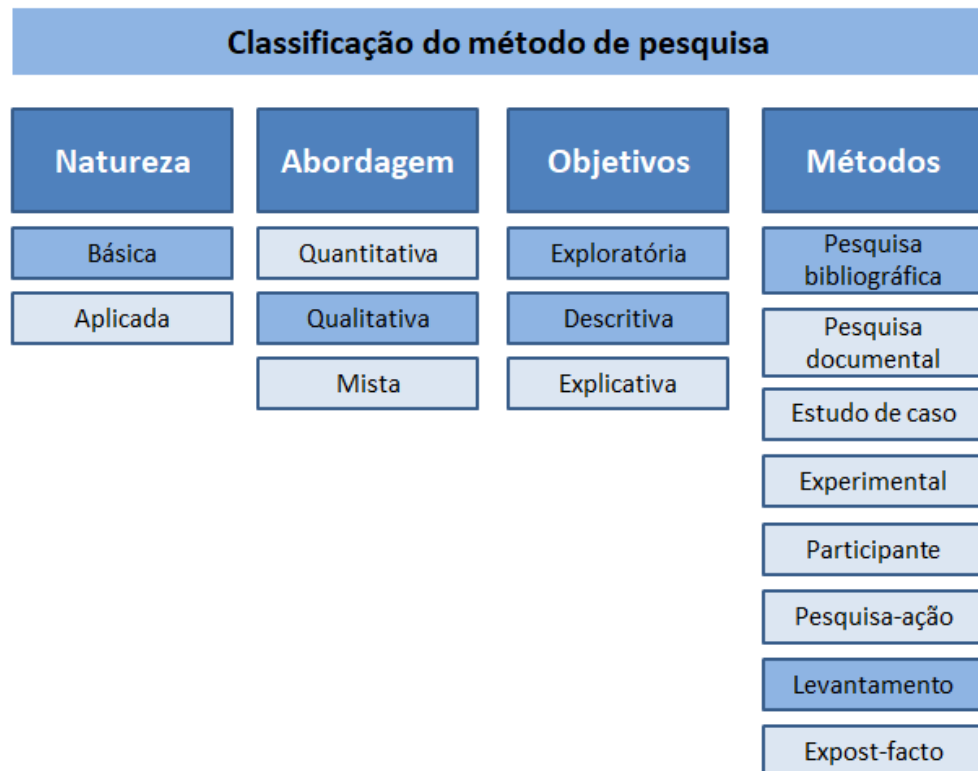 Classificação do método de pesquisa
Natureza
Básica
Aplicada
Abordagem
Quantitativa
Qualitativa
Mista
Objetivos
Exploratória
Descritiva
Explicativa
Métodos
Pesquisa
bibliográfica
Pesquisa
documental
Estudo de caso
Experimental
Participante
Pesquisa-ação
Levantamento
Expost-facto